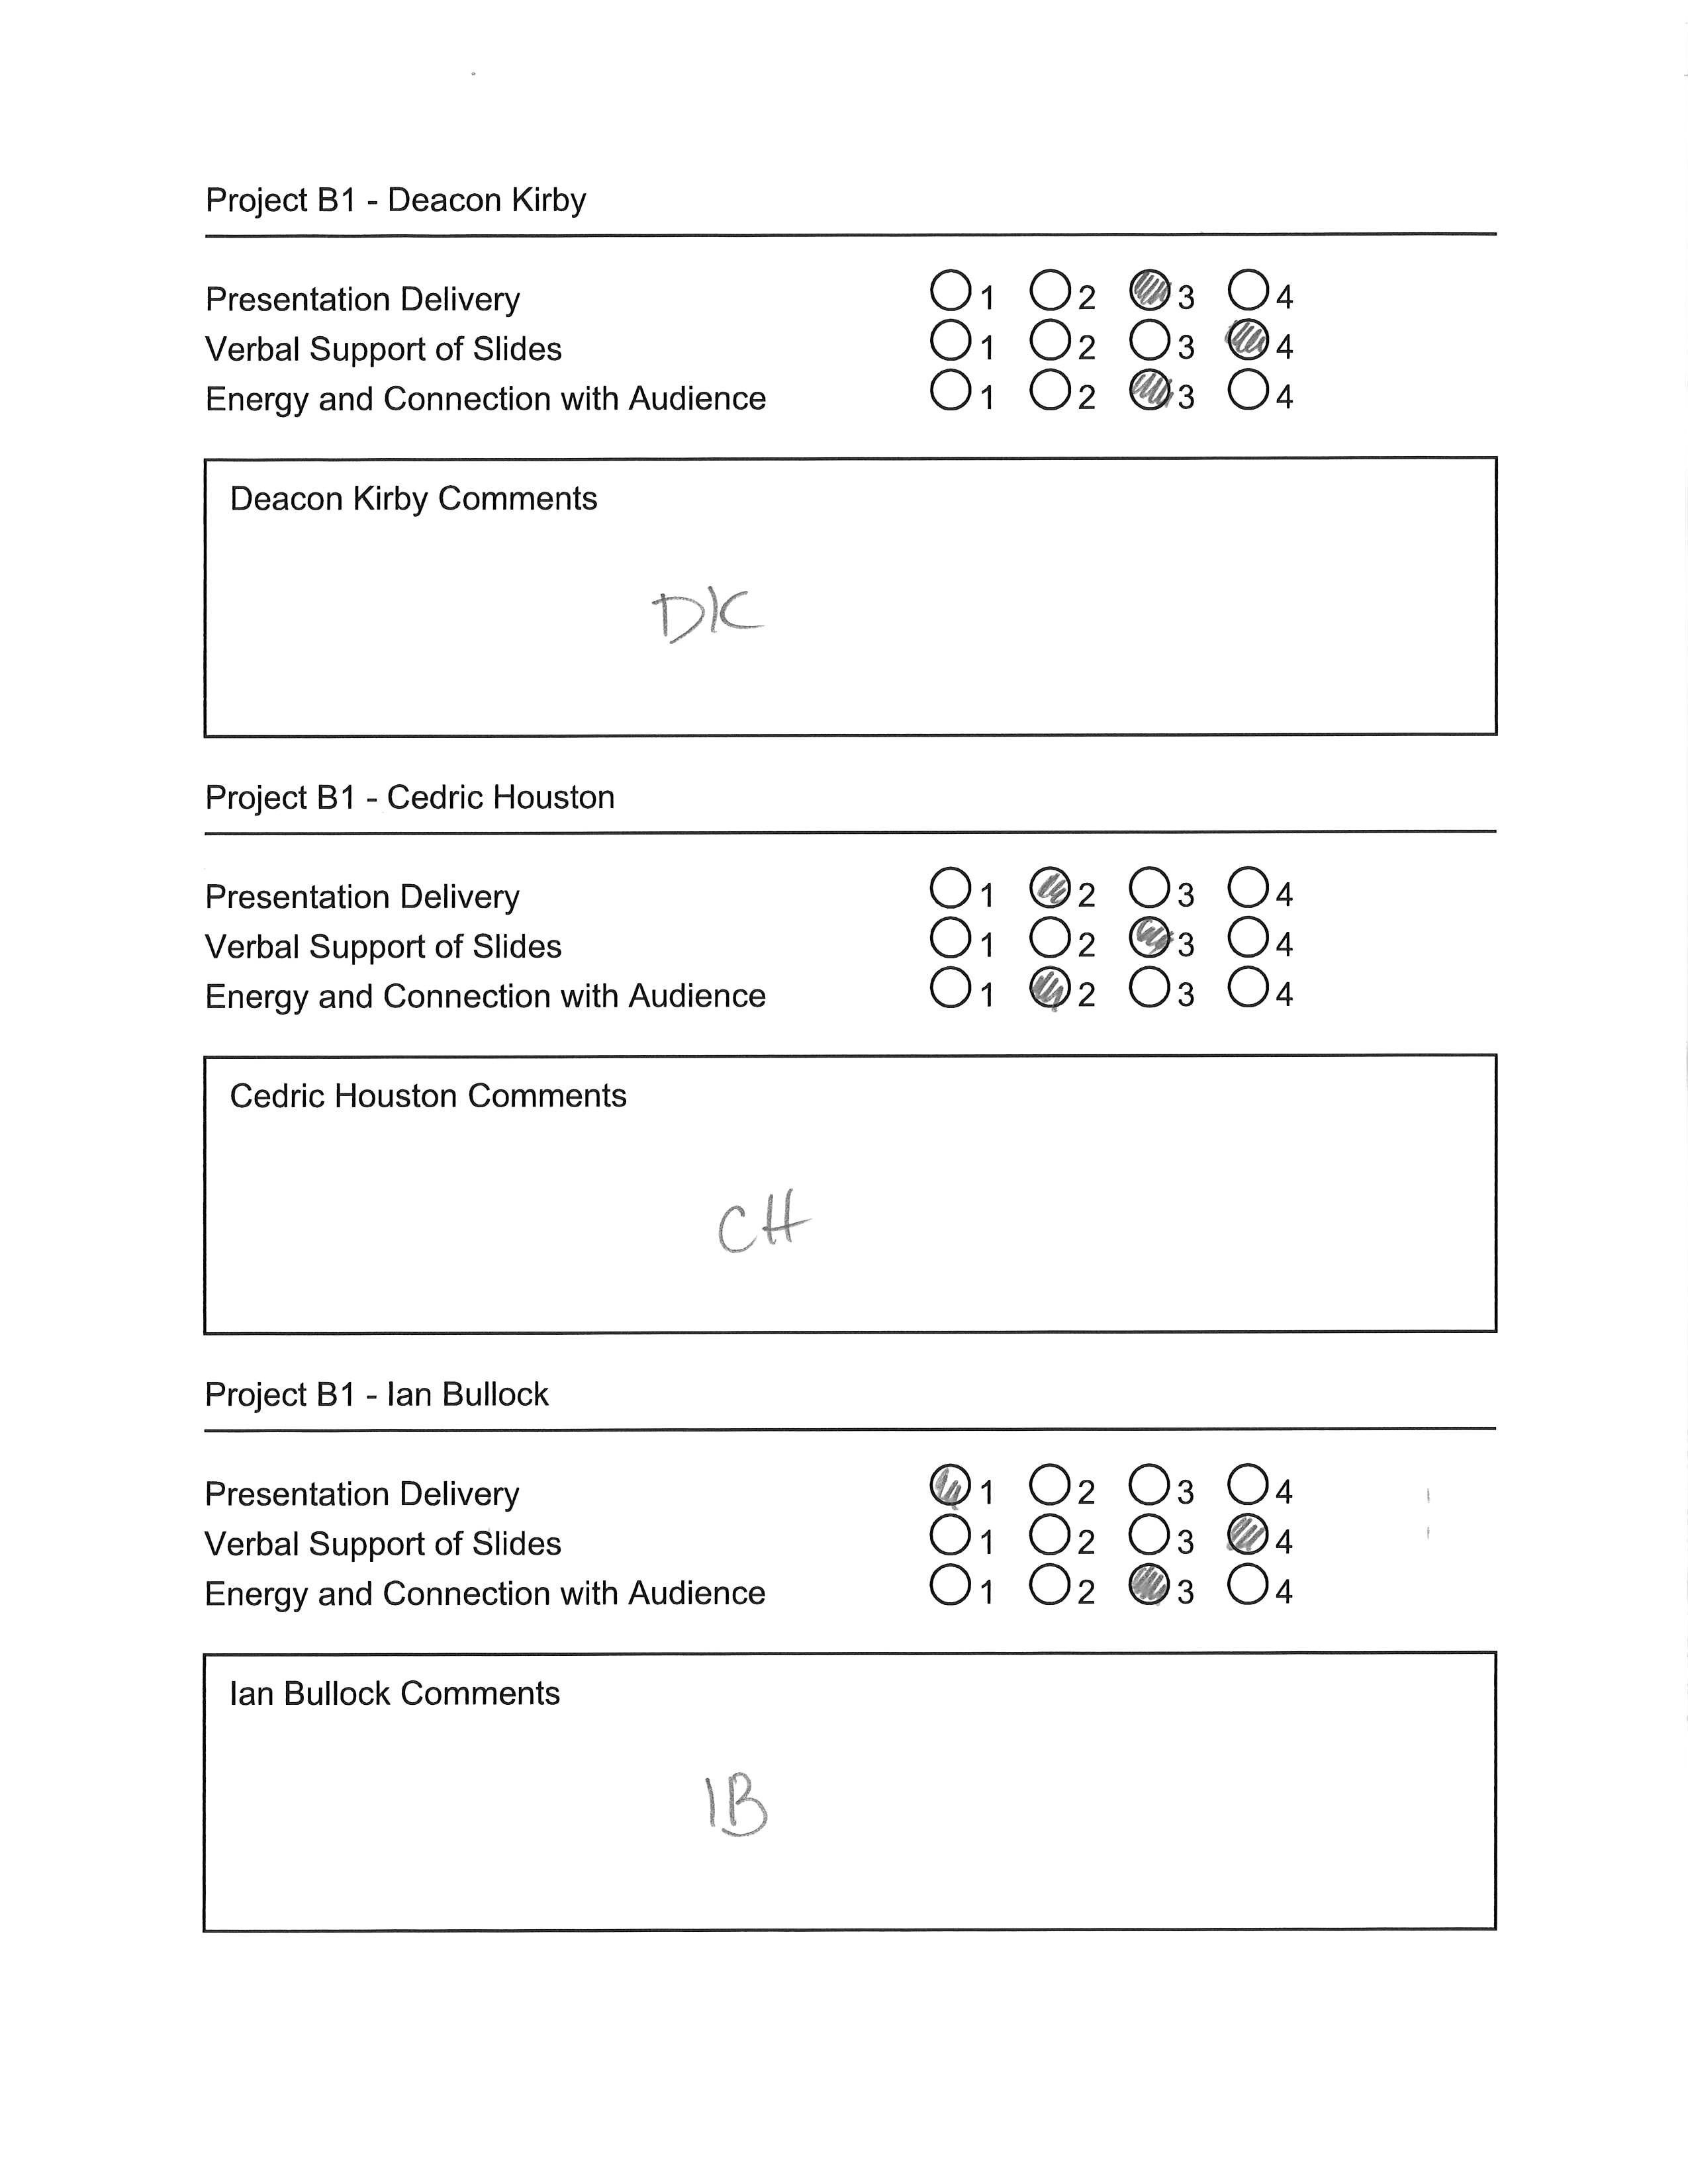 Project B1 - Deacon Kirby
Presentation Delivery 1 2 3 4
Verbal Support of Slides 1 2 3 4
Energy and Connection with Audience 1 2 3 4
Deacon Kirby Comments
DK
Project B1 - Cedric Houston
Presentation Delivery 1 2 3 4
Verbal Support of Slides 1 2 3 4
Energy and Connection with Audience 1 2 3 4
Cedric Houston Comments
CH
Project B1 - Ian Bullock
Presentation Delivery 1 2 3 4
Verbal Support of Slides 1 2 3 4
Energy and Connection with Audience 1 2 3 4
Ian Bullock Comments
IB